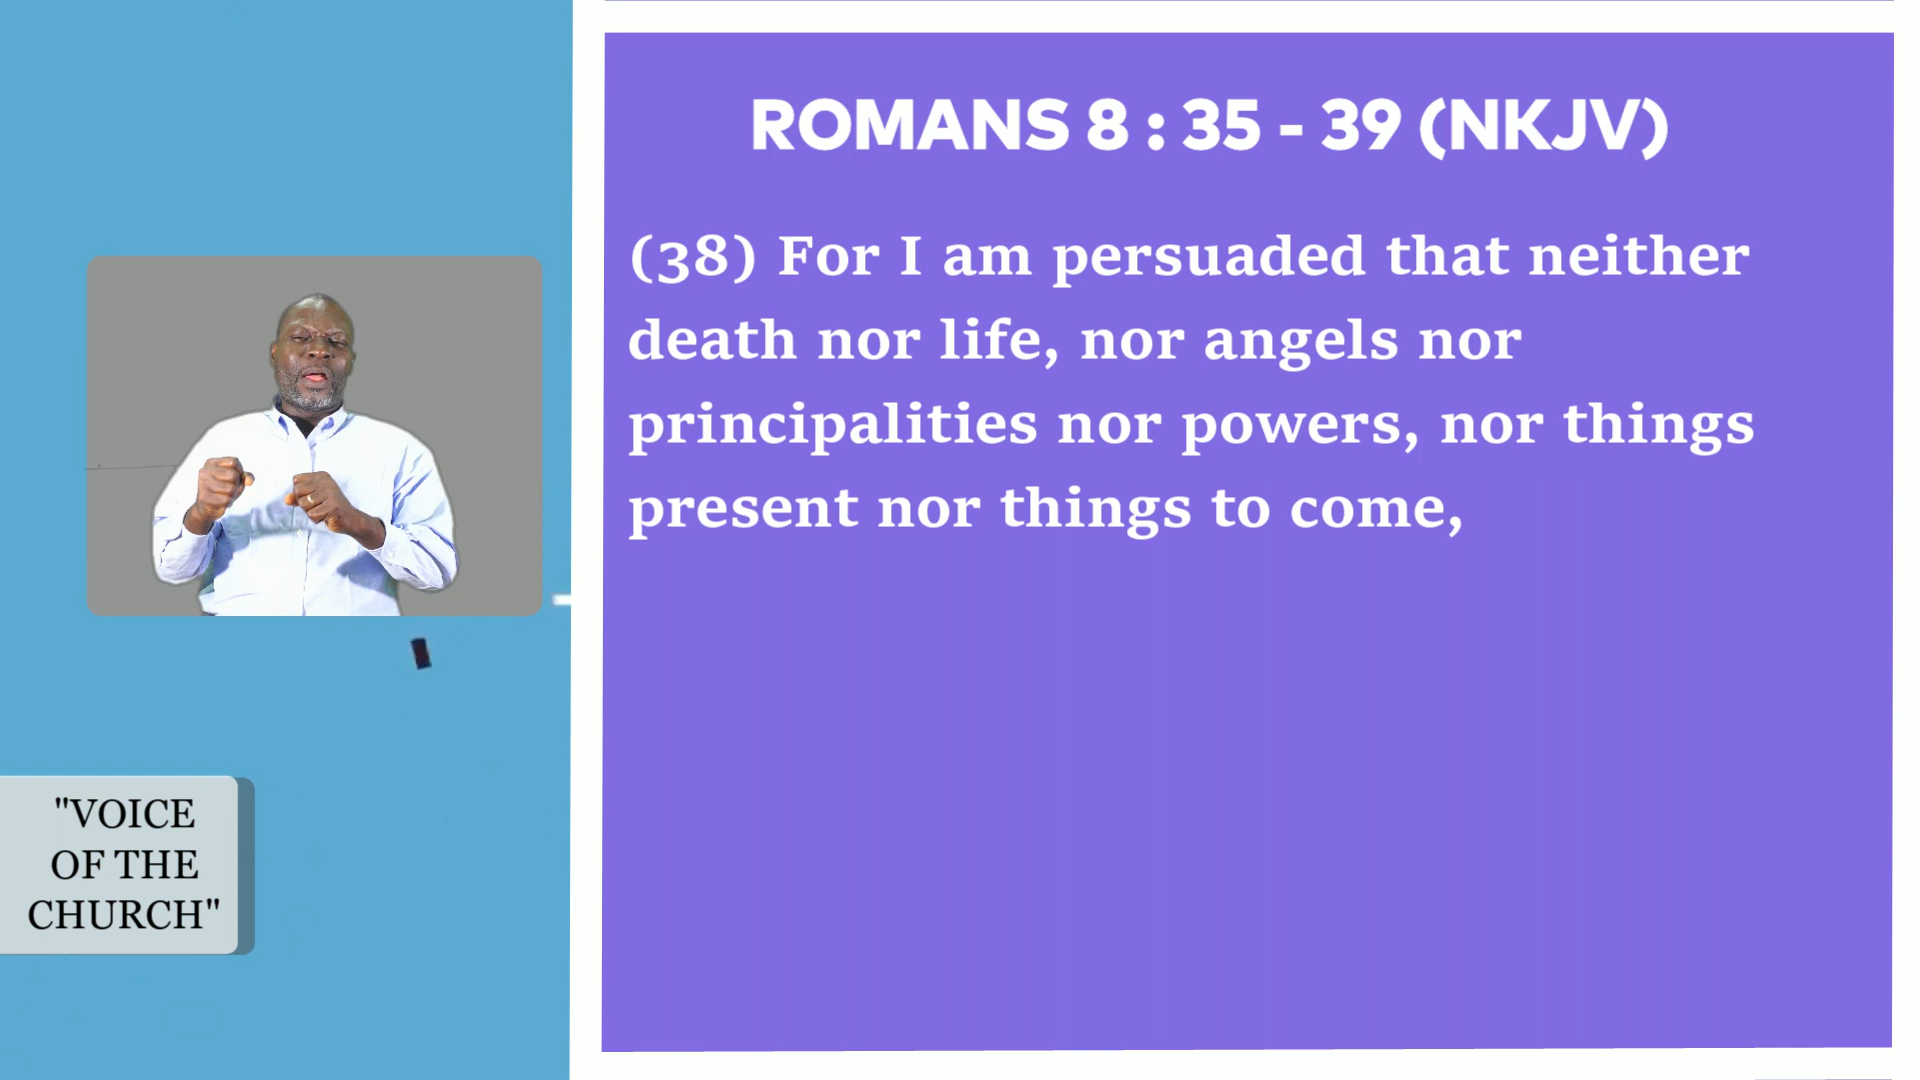 ROMANS 8 : 35 - 39 (NKJV)
(38) For I am persuaded that neither
death nor life, nor angels nor
principalities nor powers, nor things
present nor things to come,
"VOICE
OF THE
CHURCH"